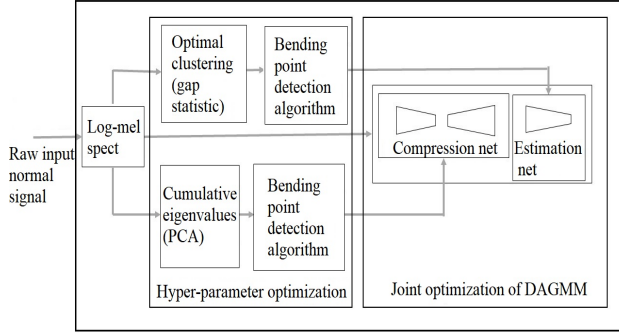 Raw input
normal
signal
Log-mel
spect
Optimal
clustering
(gap
statistic)
Bending
point
detection
algorithm
Cumulative
eigenvalues
(PCA)
Bending
point
detection
algorithm
Hyper-parameter optimization
Compression net
Estimation
net
Joint optimization of DAGMM